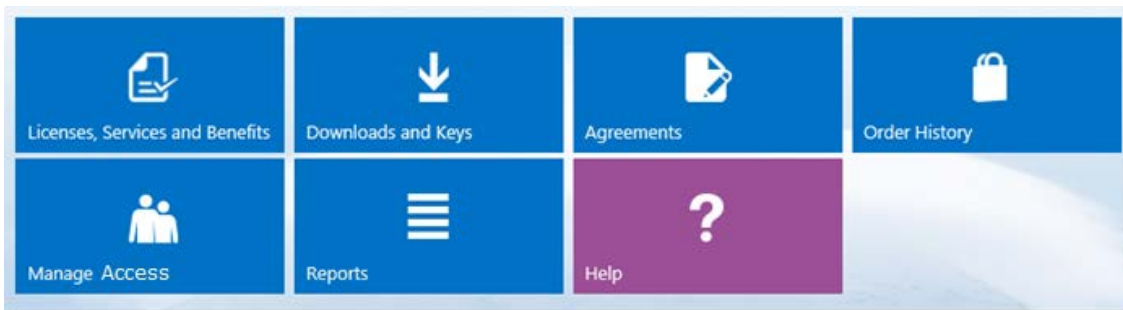 Licenses, Services and Benefits
Downloads and Keys
Agreements
Order History
Manage Access
Reports
?
Help